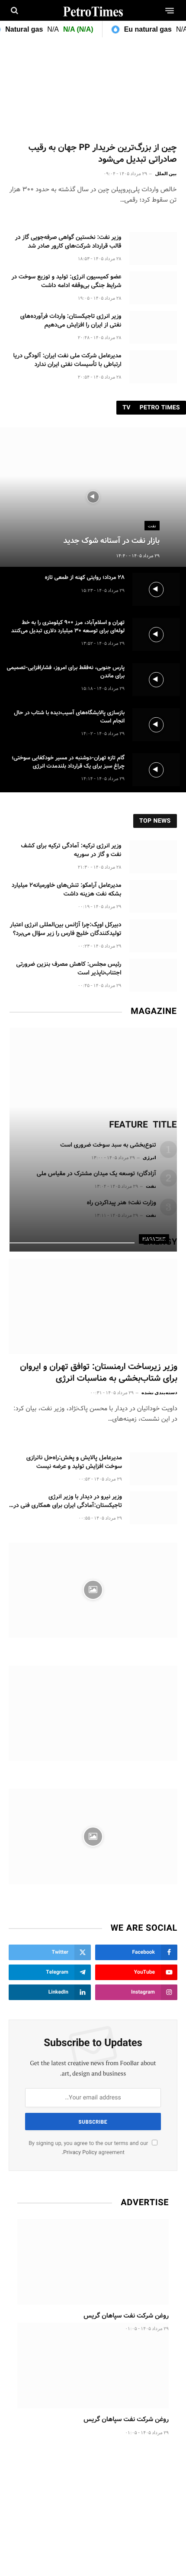 PetroTimes
Natural gas N/A N/A (N/A) Eu natural gas N/A
چین از بزرگ‌ترین خریدار PP جهان به رقیب
صادراتی تبدیل می‌شود
بین الملل
خالص واردات پلی‌پروپیلن چین در سال گذشته به حدود ۳۰۰ هزار
تن سقوط کرد؛ رقمی...
وزیر نفت: نخستین گواهی صرفه‌جویی گاز در
قالب قرارداد شرکت‌های کارور صادر شد
عضو کمیسیون انرژی: تولید و توزیع سوخت در
شرایط جنگی بی‌وقفه ادامه داشت
وزیر انرژی تاجیکستان: واردات فرآورده‌های
نفتی از ایران را افزایش می‌دهیم
مدیرعامل شرکت ملی نفت ایران: آلودگی دریا
ارتباطی با تأسیسات نفتی ایران ندارد
TV PETRO TIMES
نفت
بازار نفت در آستانه شوک جدید
۲۸ مرداد؛ روایتی کهنه از طمعی تازه
تهران و اسلام‌آباد، مرز ۹۰۰ کیلومتری را به خط
لوله‌ای برای توسعه ۳۰ میلیارد دلاری تبدیل می‌کنند
پارس جنوبی، نه‌فقط برای امروز، فشارافزایی؛تصمیمی
برای ماندن
بازسازی پالایشگاه‌های آسیب‌دیده با شتاب در حال
انجام است
گام تازه تهران-دوشنبه در مسیر خودکفایی سوختی؛
چراغ سبز برای یک قرارداد بلندمدت انرژی
TOP NEWS
وزیر انرژی ترکیه: آمادگی ترکیه برای کشف
نفت و گاز در سوریه
مدیرعامل آرامکو: تنش‌های خاورمیانه۲ میلیارد
بشکه نفت هزینه داشت
دبیرکل اوپک:چرا آژانس بین‌المللی انرژی اعتبار
تولیدکنندگان خلیج فارس را زیر سؤال می‌برد؟
رئیس مجلس: کاهش مصرف بنزین ضرورتی
اجتناب‌ناپذیر است
MAGAZINE
FEATURE TITLE
تنوع‌بخشی به سبد سوخت ضروری است
انرژی
آزادگان؛ توسعه یک میدان مشترک در مقیاس ملی
نفت
وزارت نفت؛ هنر پیداکردن راه
نفت
MAGAZINE
وزیر زیرساخت ارمنستان: توافق تهران و ایروان
برای شتاب‌بخشی به مناسبات انرژی
دسته‌بندی نشده
داویت خوداتیان در دیدار با محسن پاک‌نژاد، وزیر نفت، بیان کرد:
در این نشست، زمینه‌های...
مدیرعامل پالایش و پخش:راه‌حل ناترازی
سوخت افزایش تولید و عرضه نیست
وزیر نیرو در دیدار با وزیر انرژی
تاجیکستان:آمادگی ایران برای همکاری فنی در...
WE ARE SOCIAL
Twitter Facebook
Telegram YouTube
LinkedIn Instagram
Subscribe to Updates
Get the latest creative news from FooBar about
.art, design and business
..Your email address
SUBSCRIBE
By signing up, you agree to the our terms and our
.Privacy Policy agreement
ADVERTISE
روغن شرکت نفت سپاهان گریس
روغن شرکت نفت سپاهان گریس